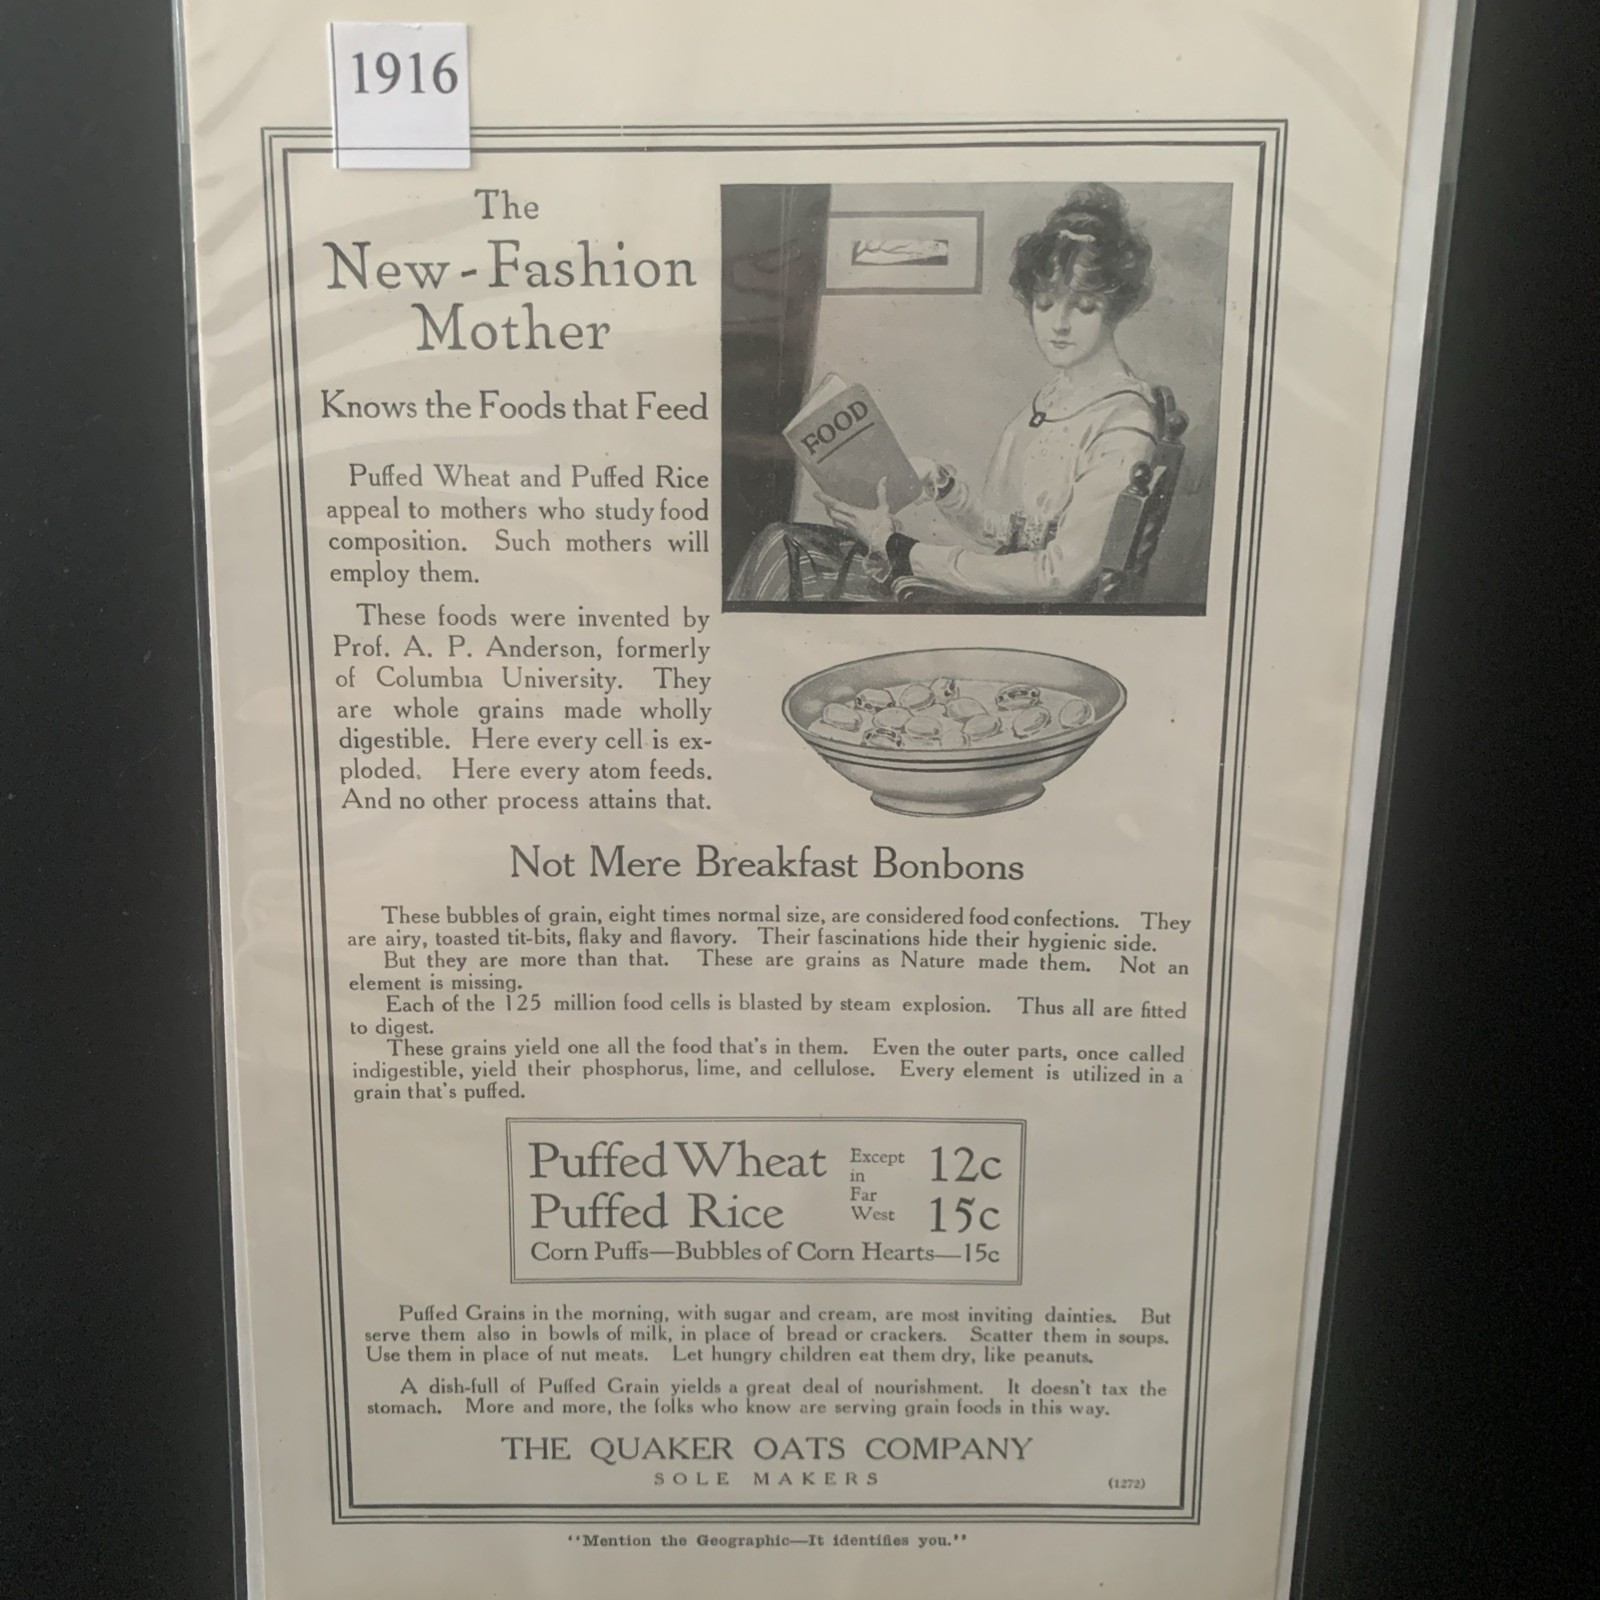 1916
The
New-Fashion
Mother
Knows the Foods that Feed
Puffed Wheat and Puffed Rice
appeal to mothers who study food
composition. Such mothers will
employ them.
These foods were invented by
Prof. A. P. Anderson, formerly
of Columbia University. They
are whole grains made wholly
digestible. Here every cell is ex-
ploded. Here every atom feeds.
And no other process attains that.
FOOD
Not Mere Breakfast Bonbons
These bubbles of grain, eight times normal size, are considered food confections. They
are airy, toasted tit-bits, flaky and flavory. Their fascinations hide their hygienic side.
But they are more than that. These are grains as Nature made them. Not an
element is missing.
Each of the 125 million food cells is blasted by steam explosion. Thus all are fitted
to digest.
These grains yield one all the food that's in them. Even the outer parts, once called
indigestible, yield their phosphorus, lime, and cellulose. Every element is utilized in a
grain that's puffed.
Puffed Wheat Except in Far West 12c
Puffed Rice 15c
Corn Puffs—Bubbles of Corn Hearts—15c
Puffed Grains in the morning, with sugar and cream, are most inviting dainties. But
serve them also in bowls of milk, in place of bread or crackers. Scatter them in soups.
Use them in place of nut meats. Let hungry children eat them dry, like peanuts.
A dish-full of Puffed Grain yields a great deal of nourishment. It doesn't tax the
stomach. More and more, the folks who know are serving grain foods in this way.
THE QUAKER OATS COMPANY
SOLE MAKERS
(1272)
"Mention the Geographic—It identifies you."